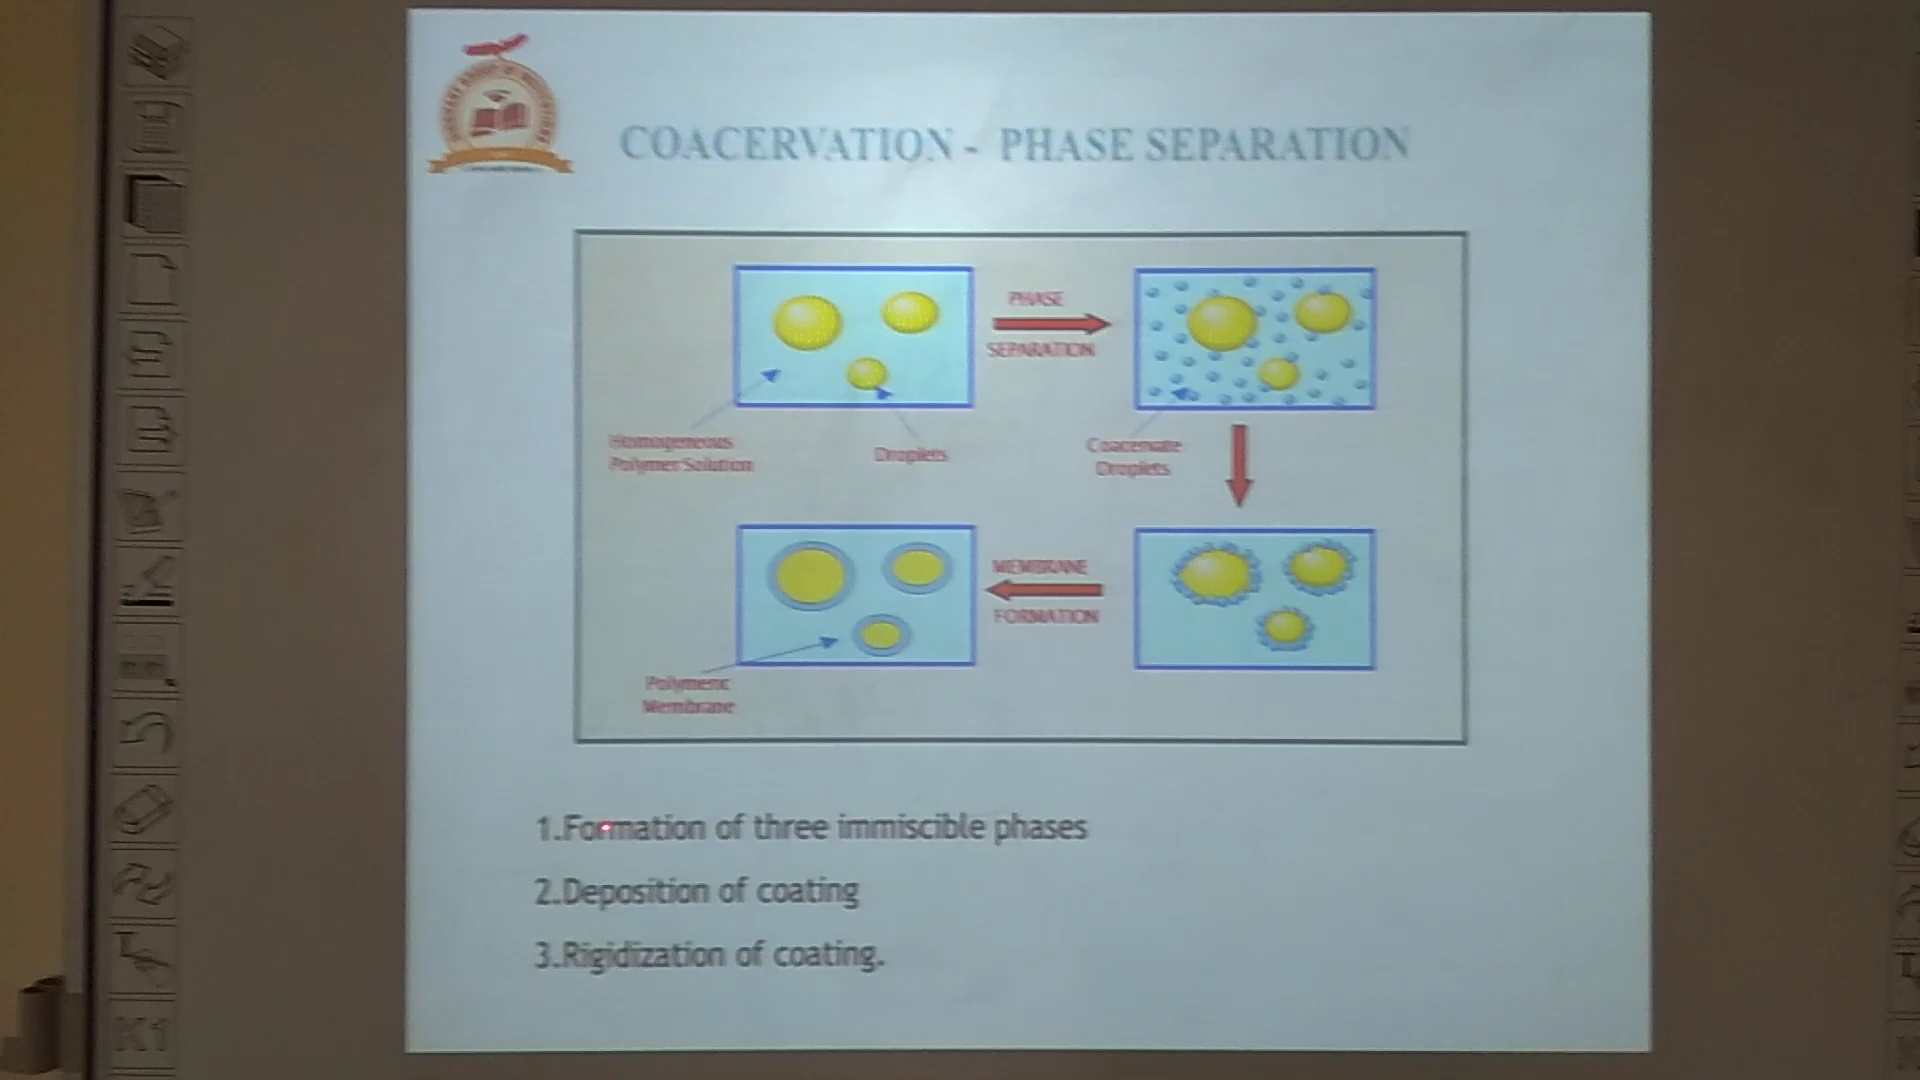 COACERVATION - PHASE SEPARATION
PHASE
SEPARATION
Homogeneous
Polymer Solution
Droplets
Coacervate
Droplets
MEMBRANE
FORMATION
Polymeric
Membrane
1.Formation of three immiscible phases
2.Deposition of coating
3.Rigidization of coating.